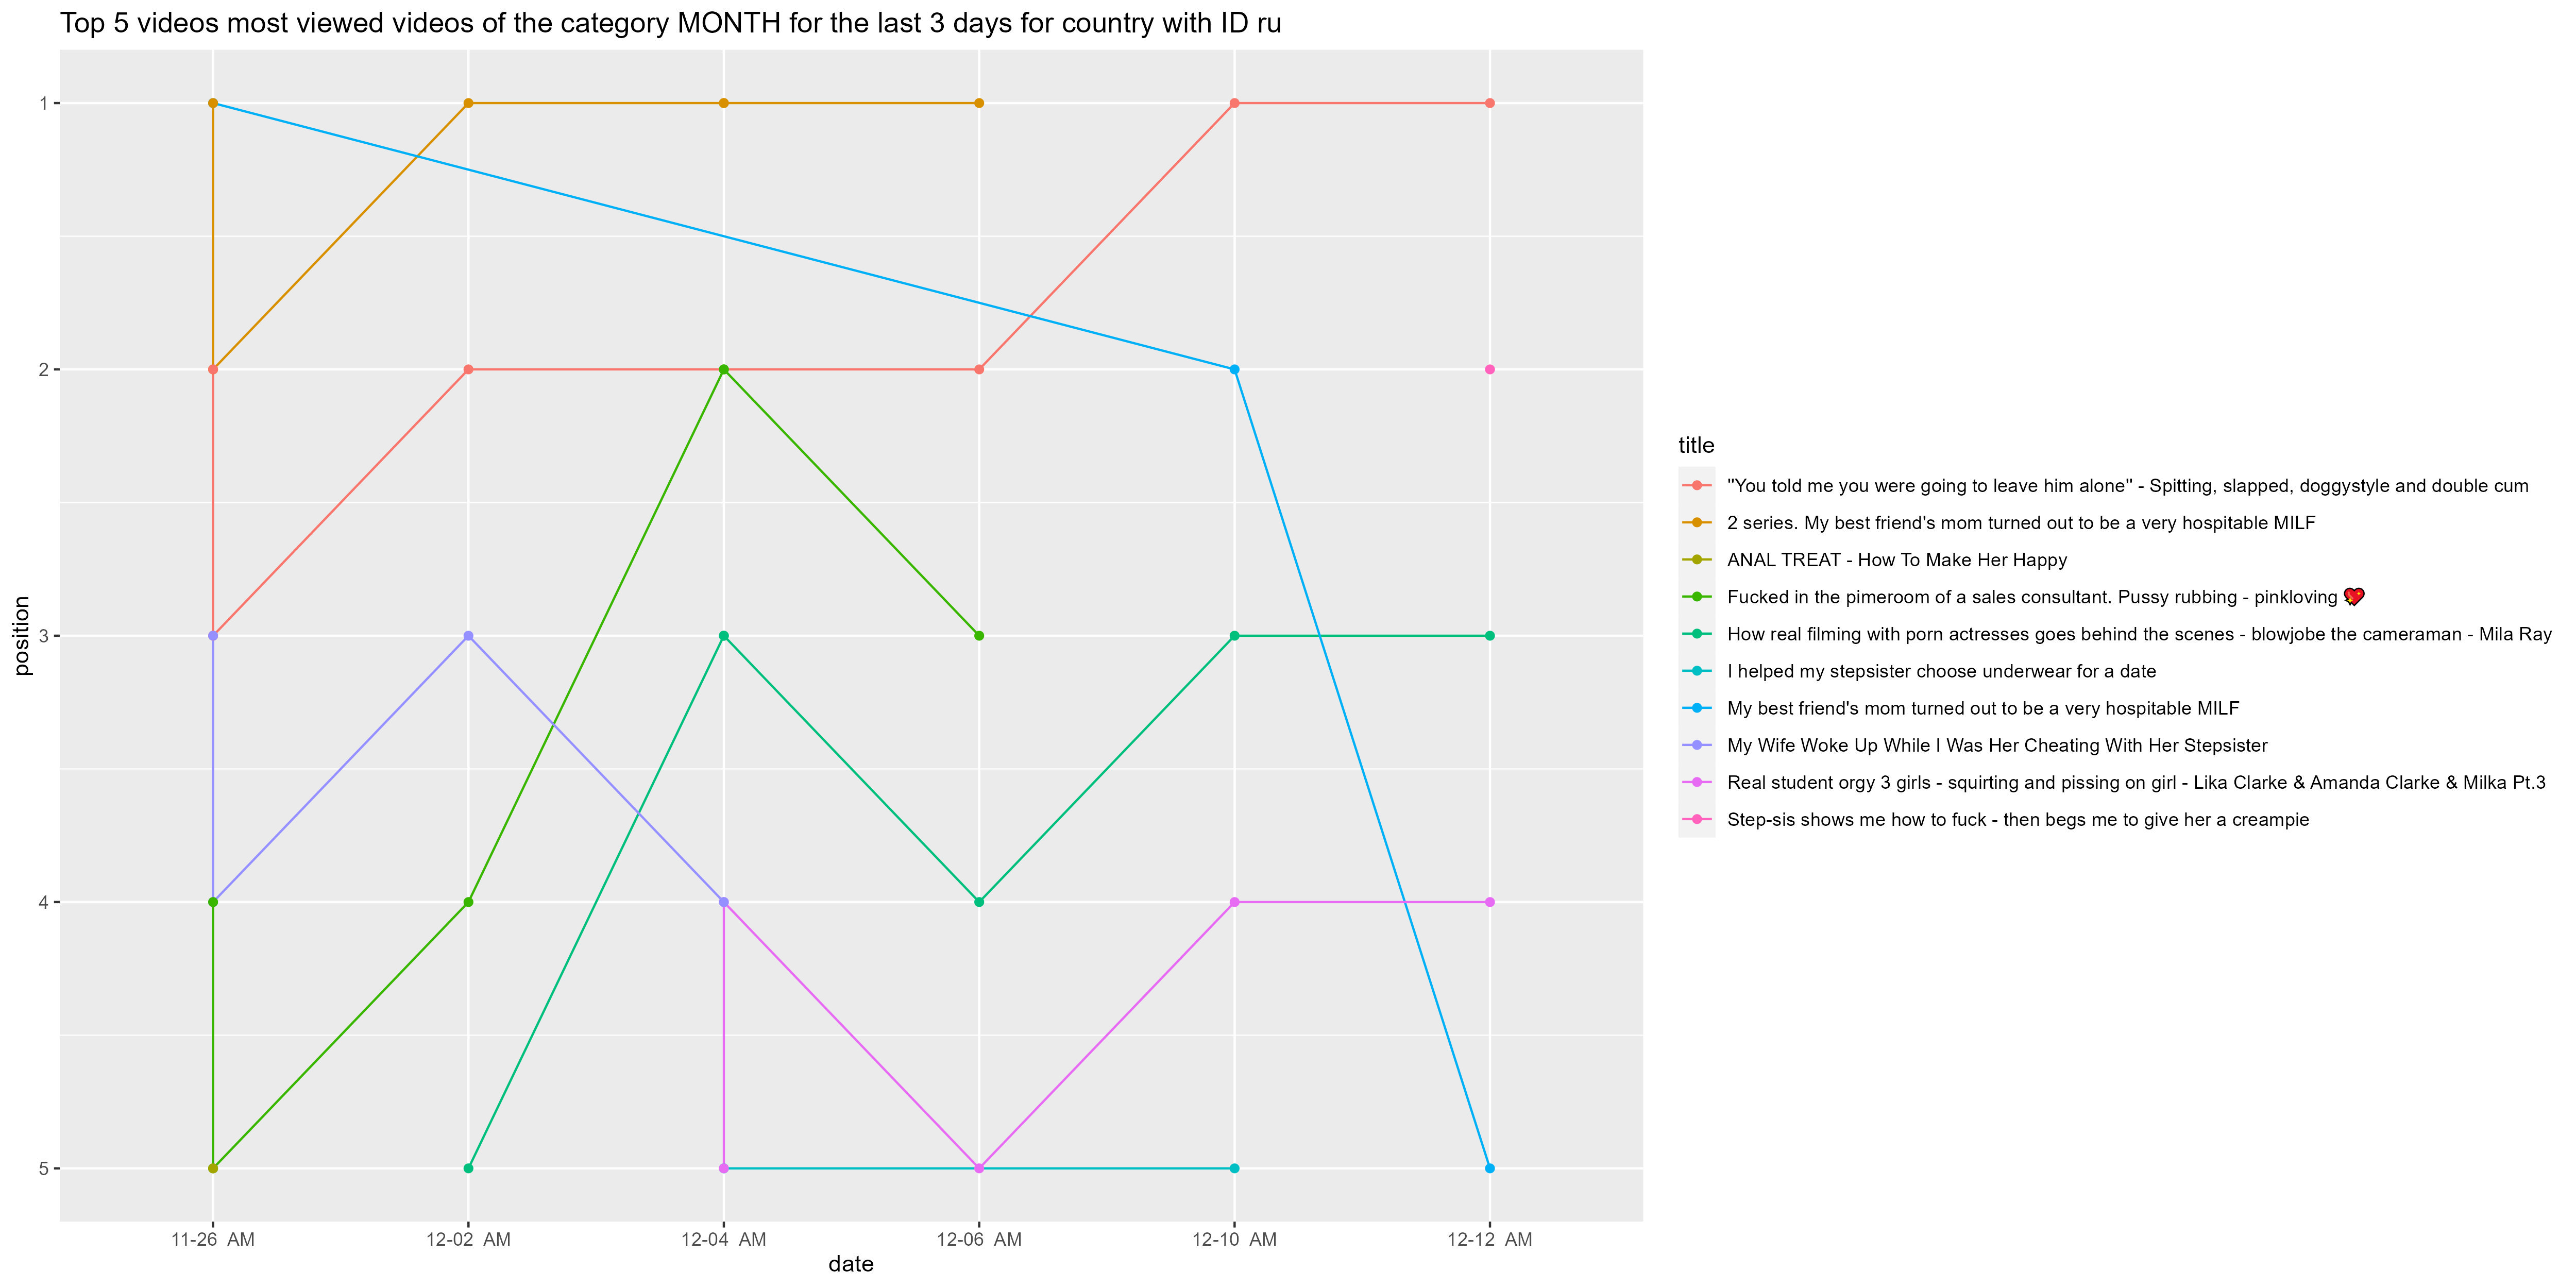 Top 5 videos most viewed videos of the category MONTH for the last 3 days for country with ID ru
position
1
2
3
4
5
11-26 AM
12-02 AM
12-04 AM
12-06 AM
12-10 AM
12-12 AM
date
title
"You told me you were going to leave him alone" - Spitting, slapped, doggystyle and double cum
2 series. My best friend's mom turned out to be a very hospitable MILF
ANAL TREAT - How To Make Her Happy
Fucked in the pimeroom of a sales consultant. Pussy rubbing - pinkloving 💖
How real filming with porn actresses goes behind the scenes - blowjobe the cameraman - Mila Ray
I helped my stepsister choose underwear for a date
My best friend's mom turned out to be a very hospitable MILF
My Wife Woke Up While I Was Her Cheating With Her Stepsister
Real student orgy 3 girls - squirting and pissing on girl - Lika Clarke & Amanda Clarke & Milka Pt.3
Step-sis shows me how to fuck - then begs me to give her a creampie